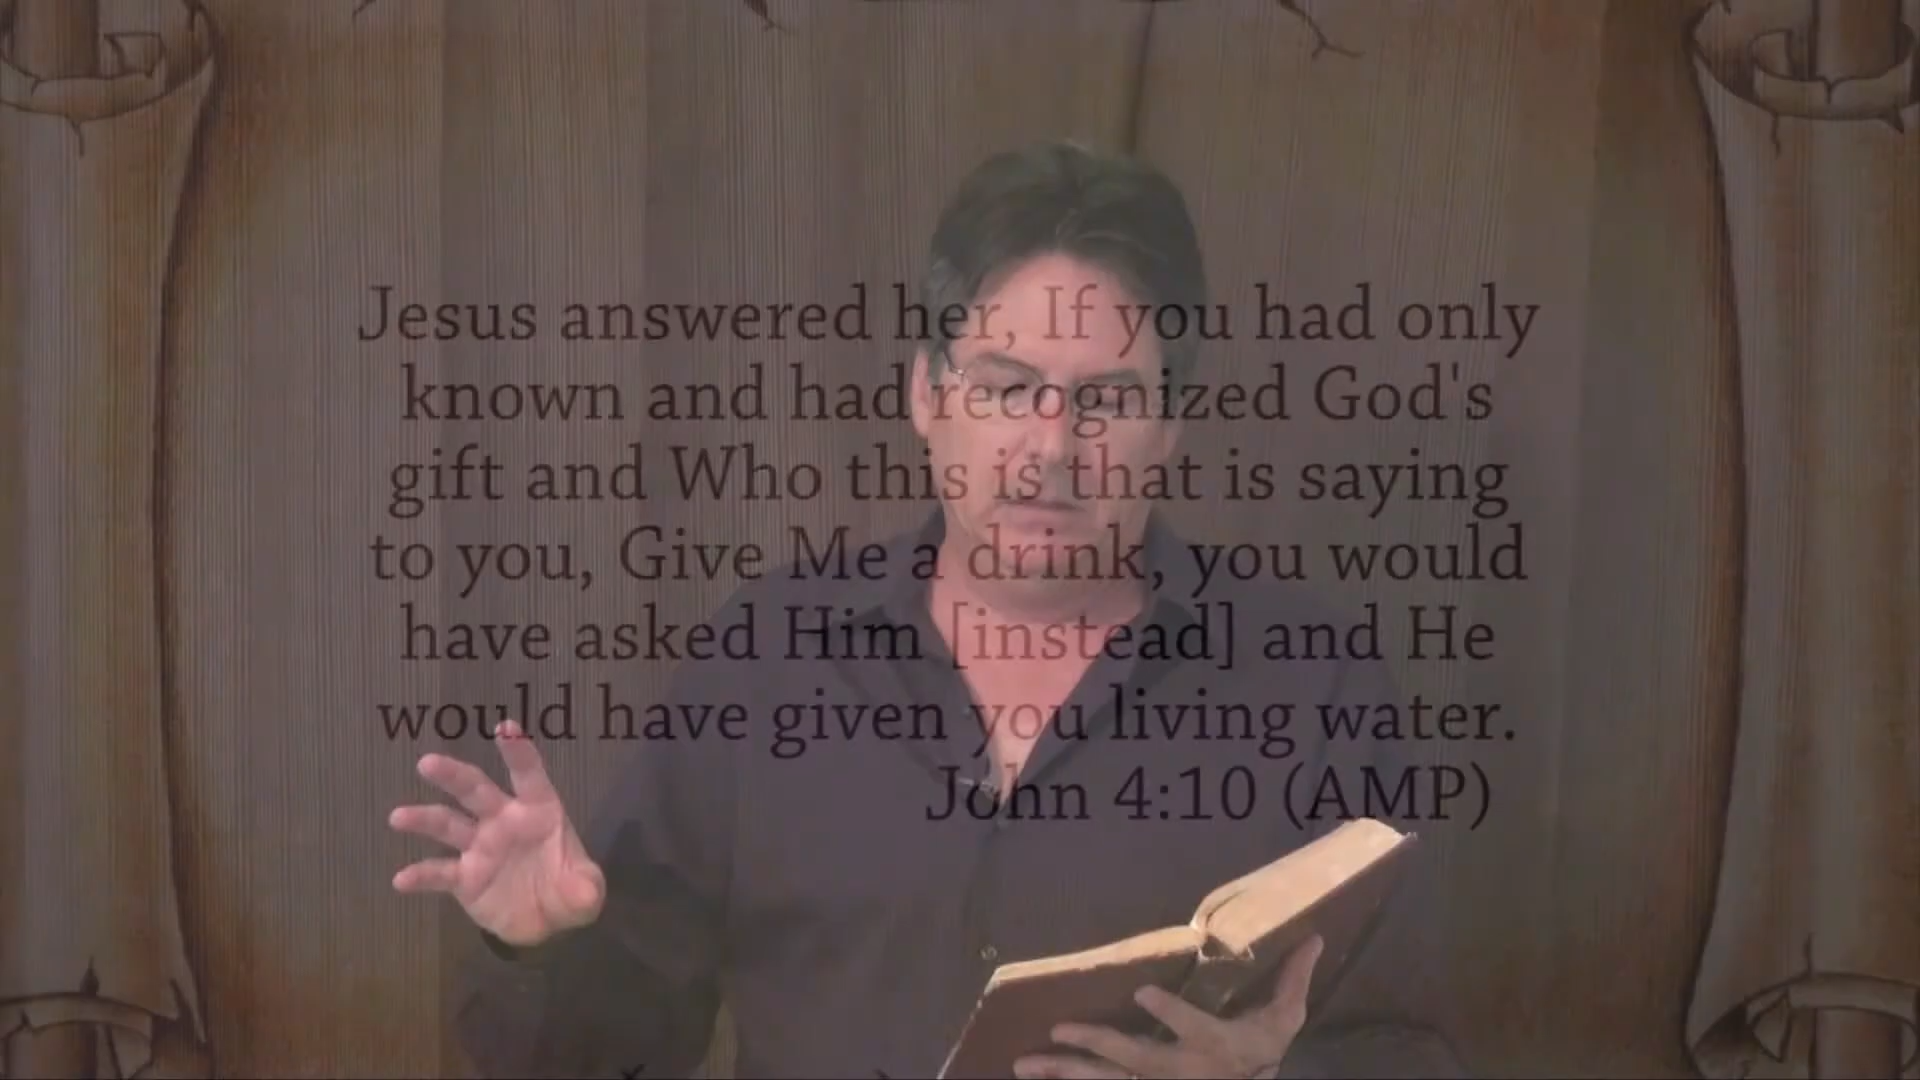 Jesus answered her, If you had only
known and had recognized God's
gift and Who this is that is saying
to you, Give Me a drink, you would
have asked Him [instead] and He
would have given you living water.
John 4:10 (AMP)